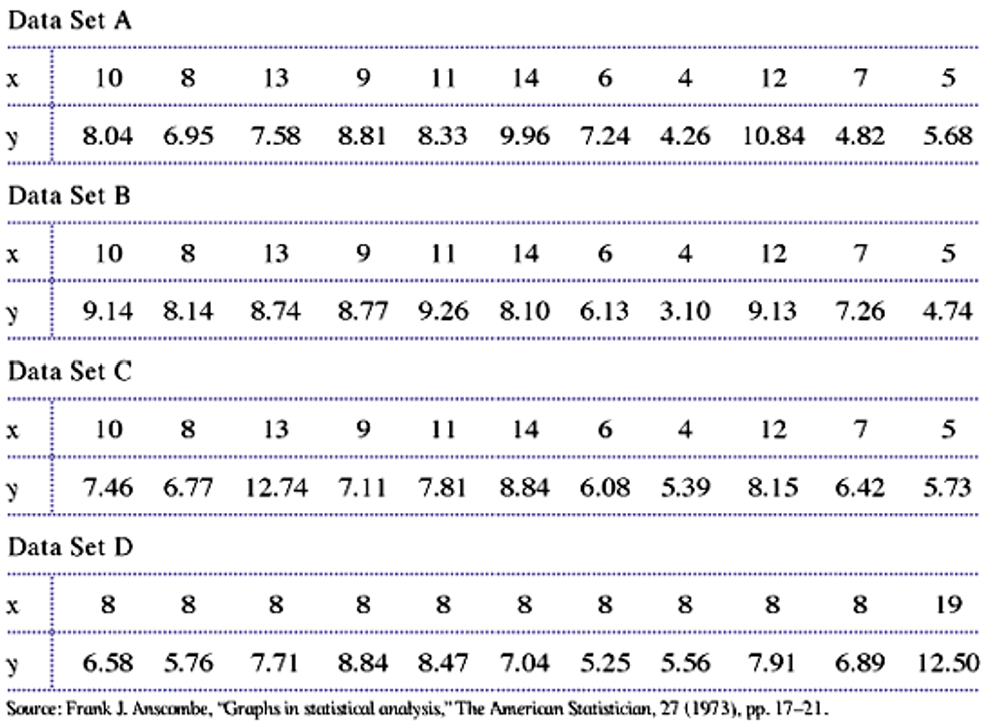 Data Set A
x 10 8 13 9 11 14 6 4 12 7 5
y 8.04 6.95 7.58 8.81 8.33 9.96 7.24 4.26 10.84 4.82 5.68
Data Set B
x 10 8 13 9 11 14 6 4 12 7 5
y 9.14 8.14 8.74 8.77 9.26 8.10 6.13 3.10 9.13 7.26 4.74
Data Set C
x 10 8 13 9 11 14 6 4 12 7 5
y 7.46 6.77 12.74 7.11 7.81 8.84 6.08 5.39 8.15 6.42 5.73
Data Set D
x 8 8 8 8 8 8 8 8 8 8 19
y 6.58 5.76 7.71 8.84 8.47 7.04 5.25 5.56 7.91 6.89 12.50
Source: Frank J. Anscombe, "Graphs in statistical analysis," The American Statistician, 27 (1973), pp. 17–21.